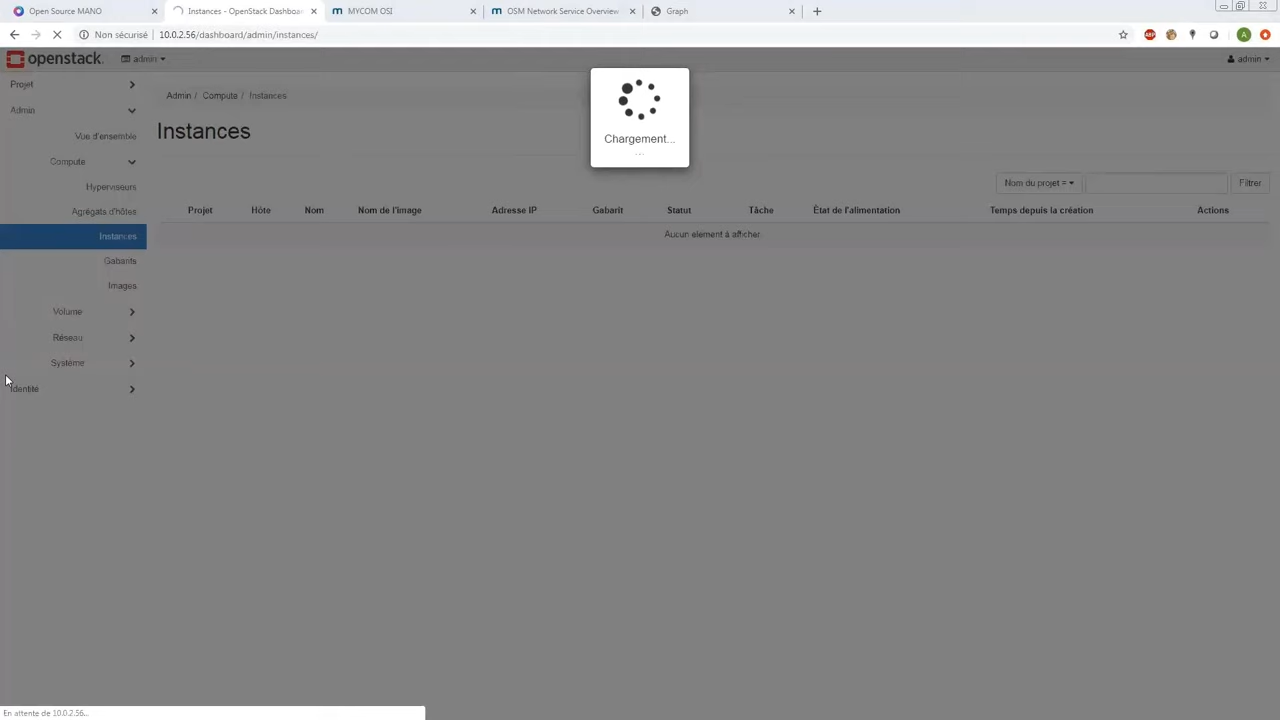 Open Source MANO
Instances - OpenStack Dashboar
MYCOM OSI
OSM Network Service Overview
Graph
Non sécurisé
10.0.2.56/dashboard/admin/instances/
ABP
A
openstack.
admin
admin
Projet
Admin
Vue d'ensemble
Compute
Hyperviseurs
Agrégats d'hôtes
Instances
Gabarits
Images
Volume
Réseau
Système
Identité
Admin / Compute / Instances
Instances
Chargement...
Nom du projet =
Filtrer
Projet Hôte Nom Nom de l'image Adresse IP Gabarit Statut Tâche État de l'alimentation Temps depuis la création Actions
Aucun élément à afficher.
En attente de 10.0.2.56...